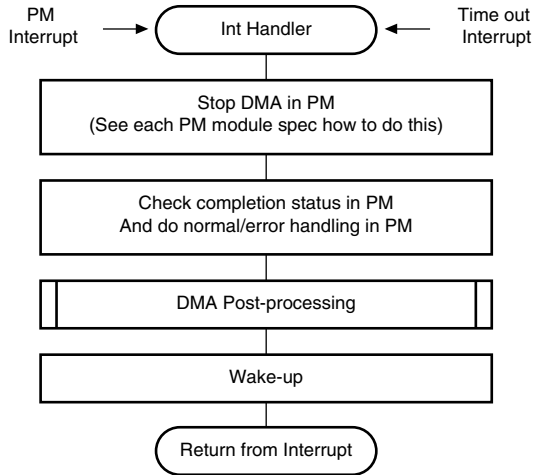 PM
Interrupt
Int Handler
Time out
Interrupt
Stop DMA in PM
(See each PM module spec how to do this)
Check completion status in PM
And do normal/error handling in PM
DMA Post-processing
Wake-up
Return from Interrupt